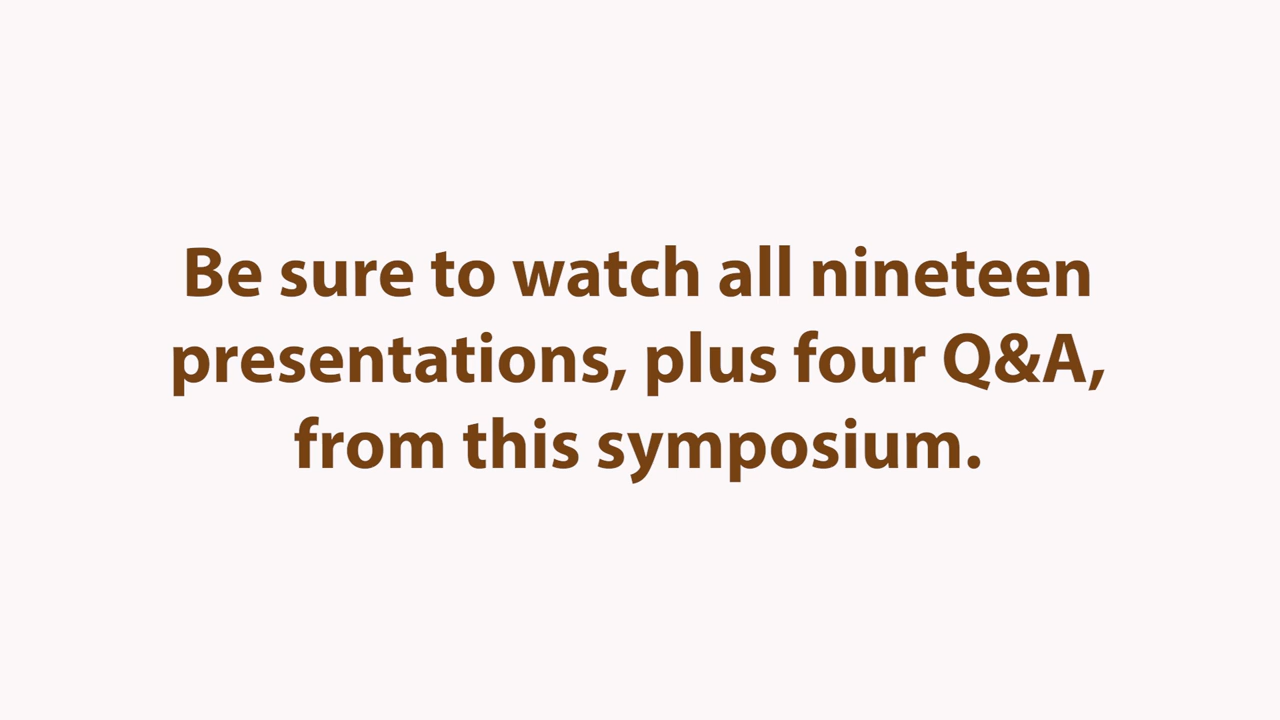 Be sure to watch all nineteen
presentations, plus four Q&A,
from this symposium.